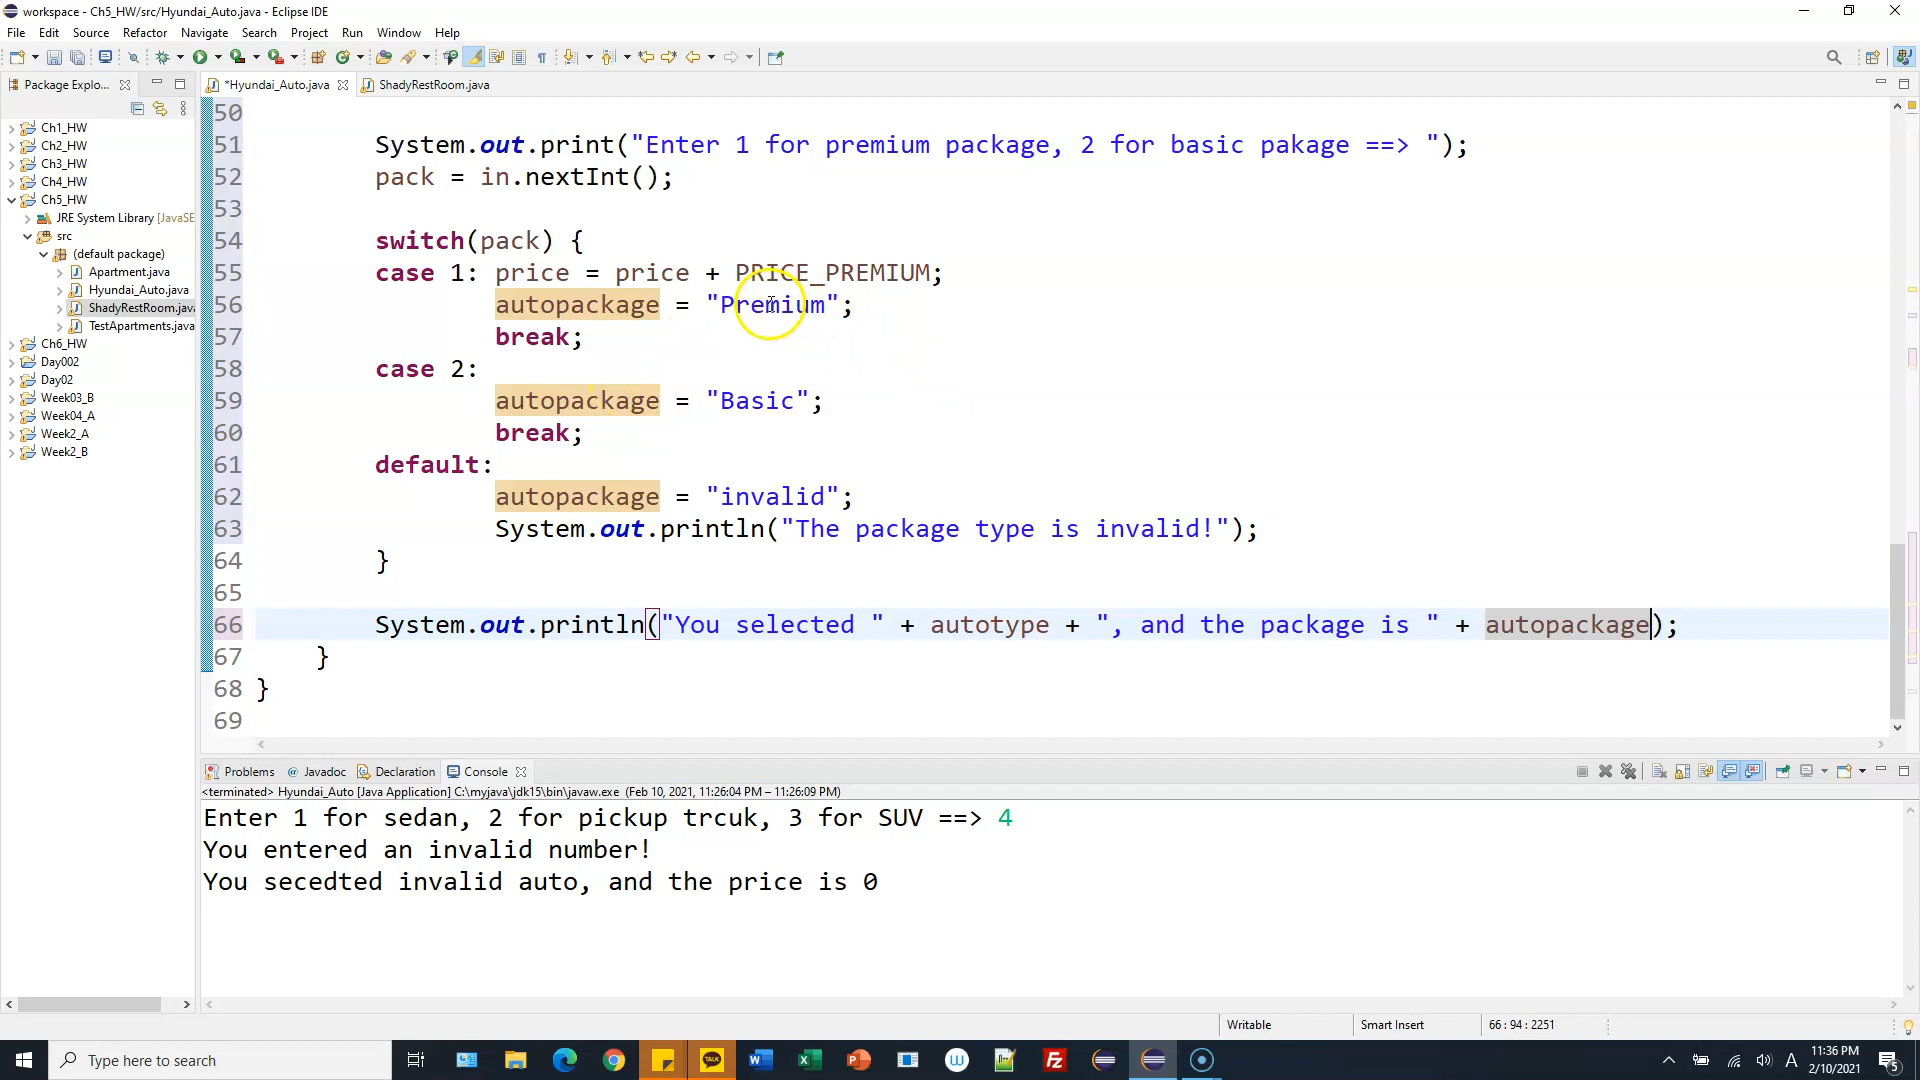 workspace - Ch5_HW/src/Hyundai_Auto.java - Eclipse IDE
File Edit Source Refactor Navigate Search Project Run Window Help
Package Explo...
*Hyundai_Auto.java
ShadyRestRoom.java
Ch1_HW
Ch2_HW
Ch3_HW
Ch4_HW
Ch5_HW
JRE System Library [JavaSE
src
(default package)
Apartment.java
Hyundai_Auto.java
ShadyRestRoom.java
TestApartments.java
Ch6_HW
Day002
Day02
Week03_B
Week04_A
Week2_A
Week2_B
50
51 System.out.print("Enter 1 for premium package, 2 for basic pakage ==> ");
52 pack = in.nextInt();
53
54 switch(pack) {
55 case 1: price = price + PRICE_PREMIUM;
56 autopackage = "Premium";
57 break;
58 case 2:
59 autopackage = "Basic";
60 break;
61 default:
62 autopackage = "invalid";
63 System.out.println("The package type is invalid!");
64 }
65
66 System.out.println("You selected " + autotype + ", and the package is " + autopackage);
67 }
68 }
69
Problems @ Javadoc Declaration Console
<terminated> Hyundai_Auto [Java Application] C:\myjava\jdk15\bin\javaw.exe (Feb 10, 2021, 11:26:04 PM – 11:26:09 PM)
Enter 1 for sedan, 2 for pickup trcuk, 3 for SUV ==> 4
You entered an invalid number!
You secedted invalid auto, and the price is 0
Writable Smart Insert 66 : 94 : 2251
Type here to search
TALK
A
11:36 PM
2/10/2021
5